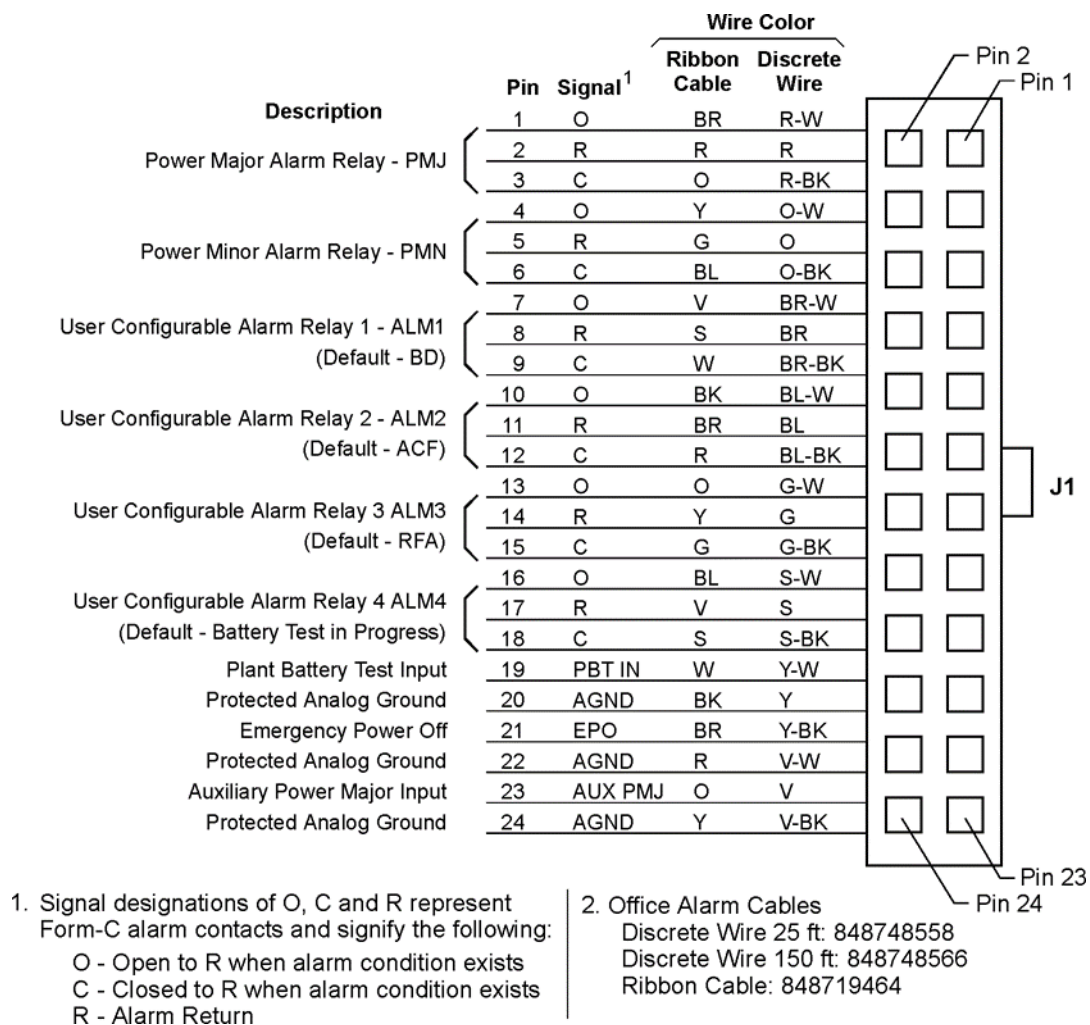 Wire Color
Ribbon Cable Discrete Wire
Description Pin Signal1
Pin 2
Pin 1
1 O BR R-W
Power Major Alarm Relay - PMJ 2 R R R
3 C O R-BK
4 O Y O-W
Power Minor Alarm Relay - PMN 5 R G O
6 C BL O-BK
7 O V BR-W
User Configurable Alarm Relay 1 - ALM1 8 R S BR
(Default - BD) 9 C W BR-BK
10 O BK BL-W
User Configurable Alarm Relay 2 - ALM2 11 R BR BL
(Default - ACF) 12 C R BL-BK
13 O O G-W
User Configurable Alarm Relay 3 ALM3 14 R Y G
(Default - RFA) 15 C G G-BK
16 O BL S-W
User Configurable Alarm Relay 4 ALM4 17 R V S
(Default - Battery Test in Progress) 18 C S S-BK
Plant Battery Test Input 19 PBT IN W Y-W
Protected Analog Ground 20 AGND BK Y
Emergency Power Off 21 EPO BR Y-BK
Protected Analog Ground 22 AGND R V-W
Auxiliary Power Major Input 23 AUX PMJ O V
Protected Analog Ground 24 AGND Y V-BK
J1
Pin 23
Pin 24
1. Signal designations of O, C and R represent
Form-C alarm contacts and signify the following:
O - Open to R when alarm condition exists
C - Closed to R when alarm condition exists
R - Alarm Return
2. Office Alarm Cables
Discrete Wire 25 ft: 848748558
Discrete Wire 150 ft: 848748566
Ribbon Cable: 848719464